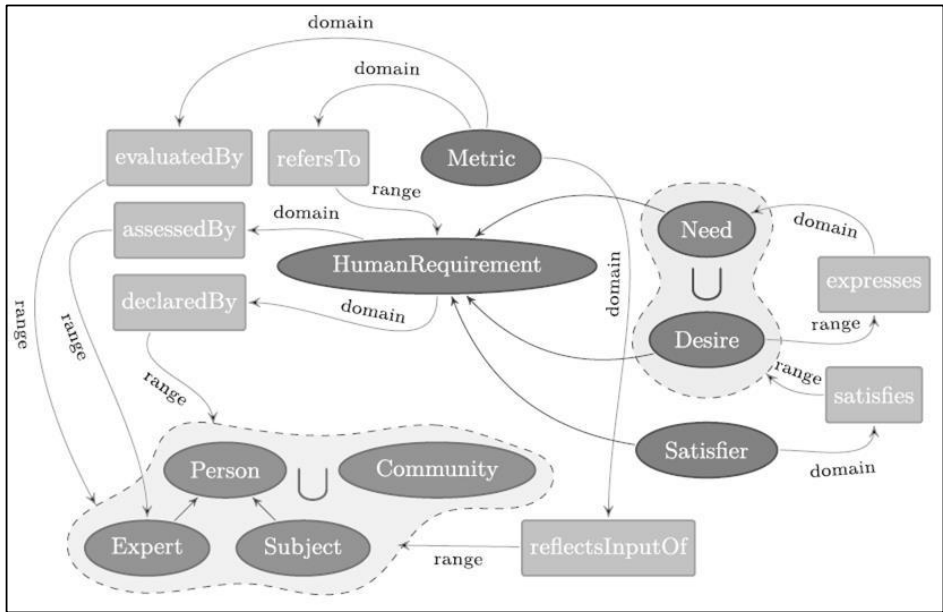 domain
domain
evaluatedBy
refersTo
Metric
range
domain
assessedBy
Need
domain
HumanRequirement
expresses
declaredBy
domain
domain
range
range
range
Desire
range
range
satisfies
Person
Community
Satisfier
domain
Expert
Subject
range
reflectsInputOf